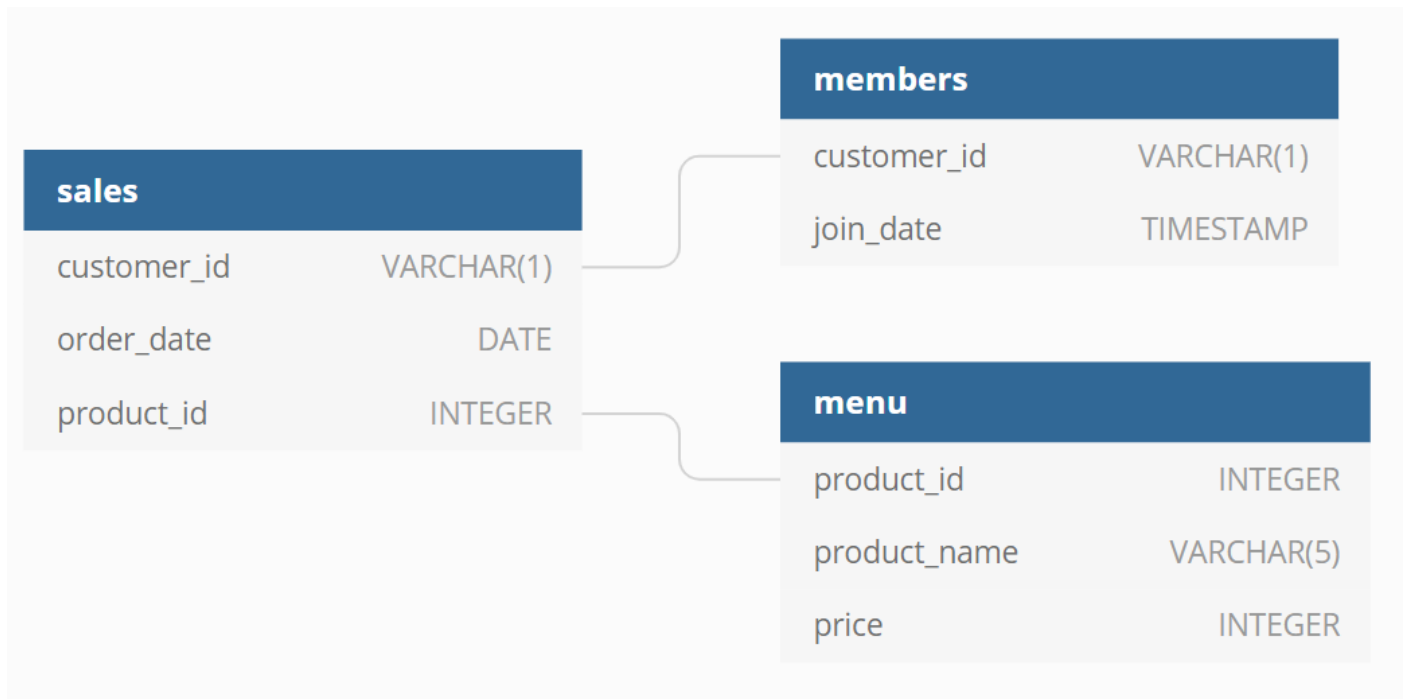 sales
customer_id VARCHAR(1)
order_date DATE
product_id INTEGER
members
customer_id VARCHAR(1)
join_date TIMESTAMP
menu
product_id INTEGER
product_name VARCHAR(5)
price INTEGER